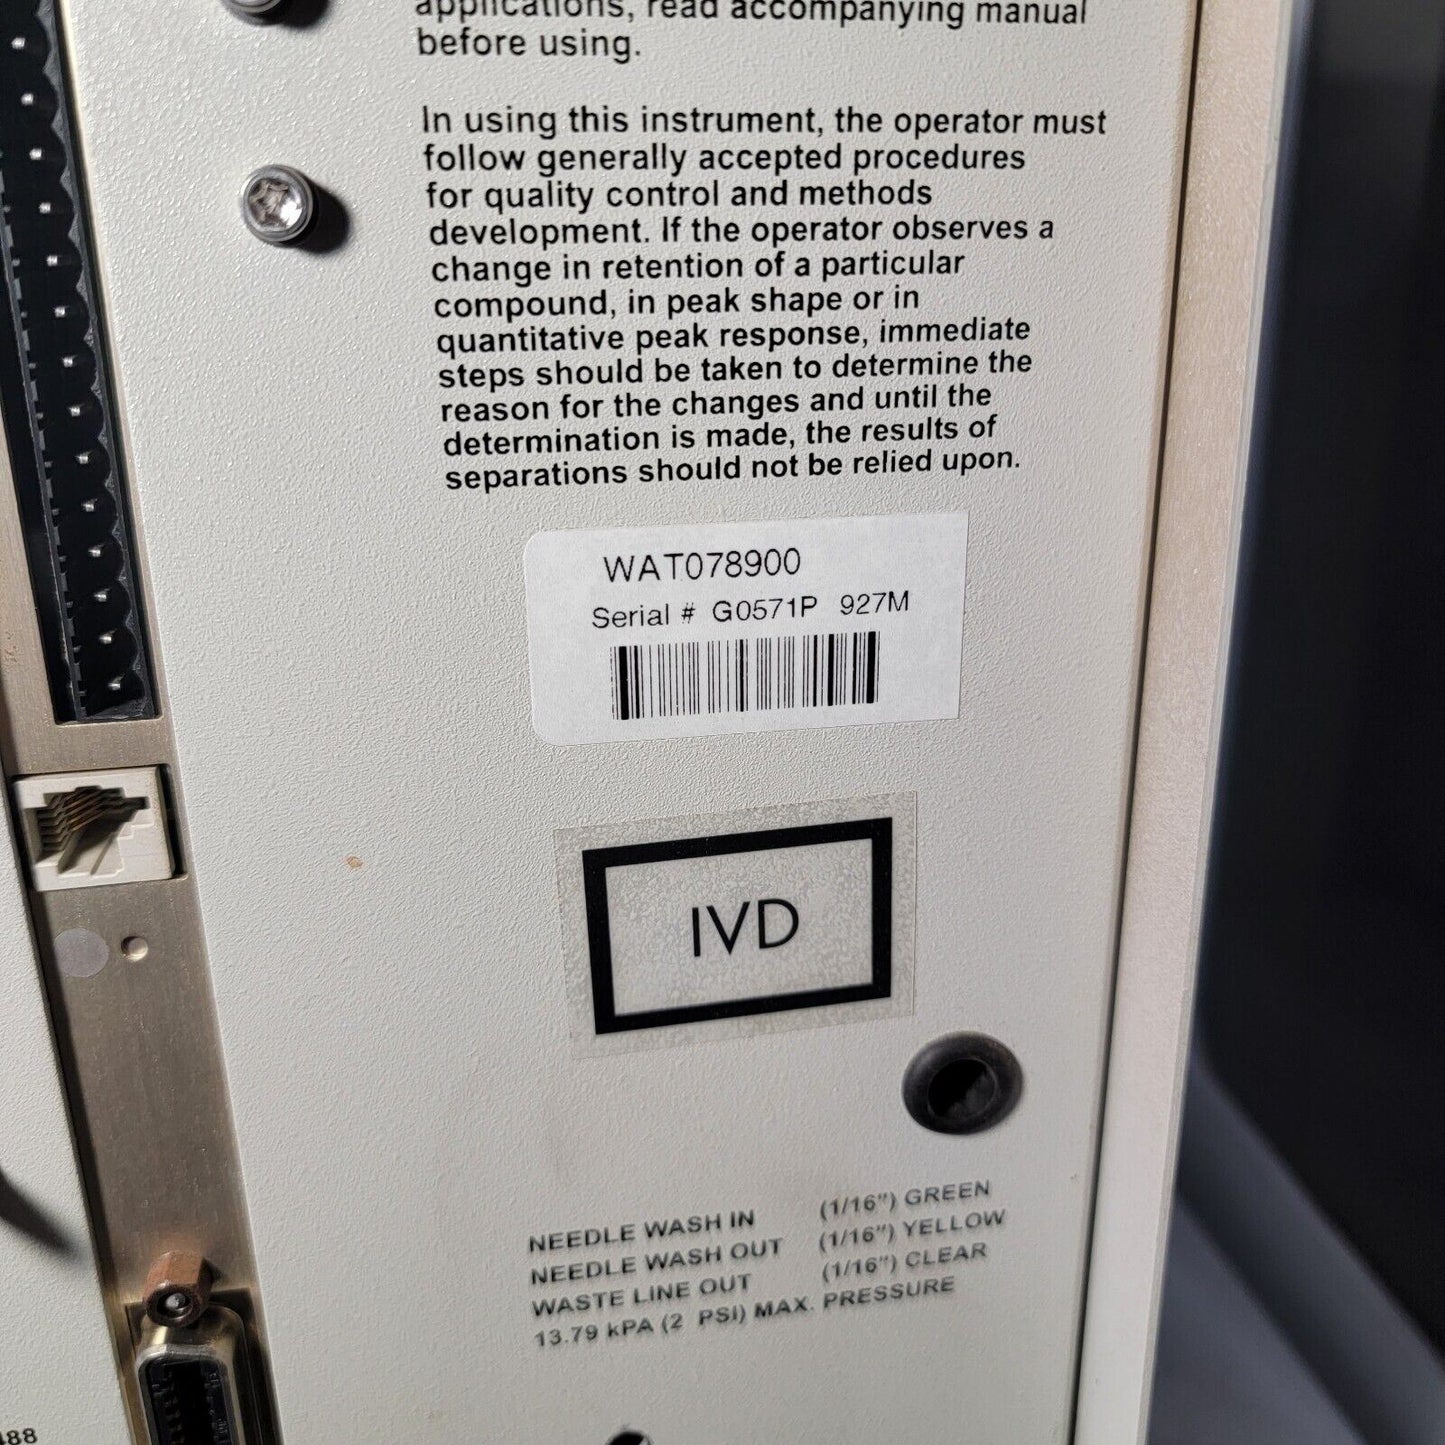 applications, read accompanying manual
before using.
In using this instrument, the operator must
follow generally accepted procedures
for quality control and methods
development. If the operator observes a
change in retention of a particular
compound, in peak shape or in
quantitative peak response, immediate
steps should be taken to determine the
reason for the changes and until the
determination is made, the results of
separations should not be relied upon.
WAT078900
Serial # G0571P 927M
IVD
NEEDLE WASH IN (1/16") GREEN
NEEDLE WASH OUT (1/16") YELLOW
WASTE LINE OUT (1/16") CLEAR
13.79 kPA (2 PSI) MAX. PRESSURE
488